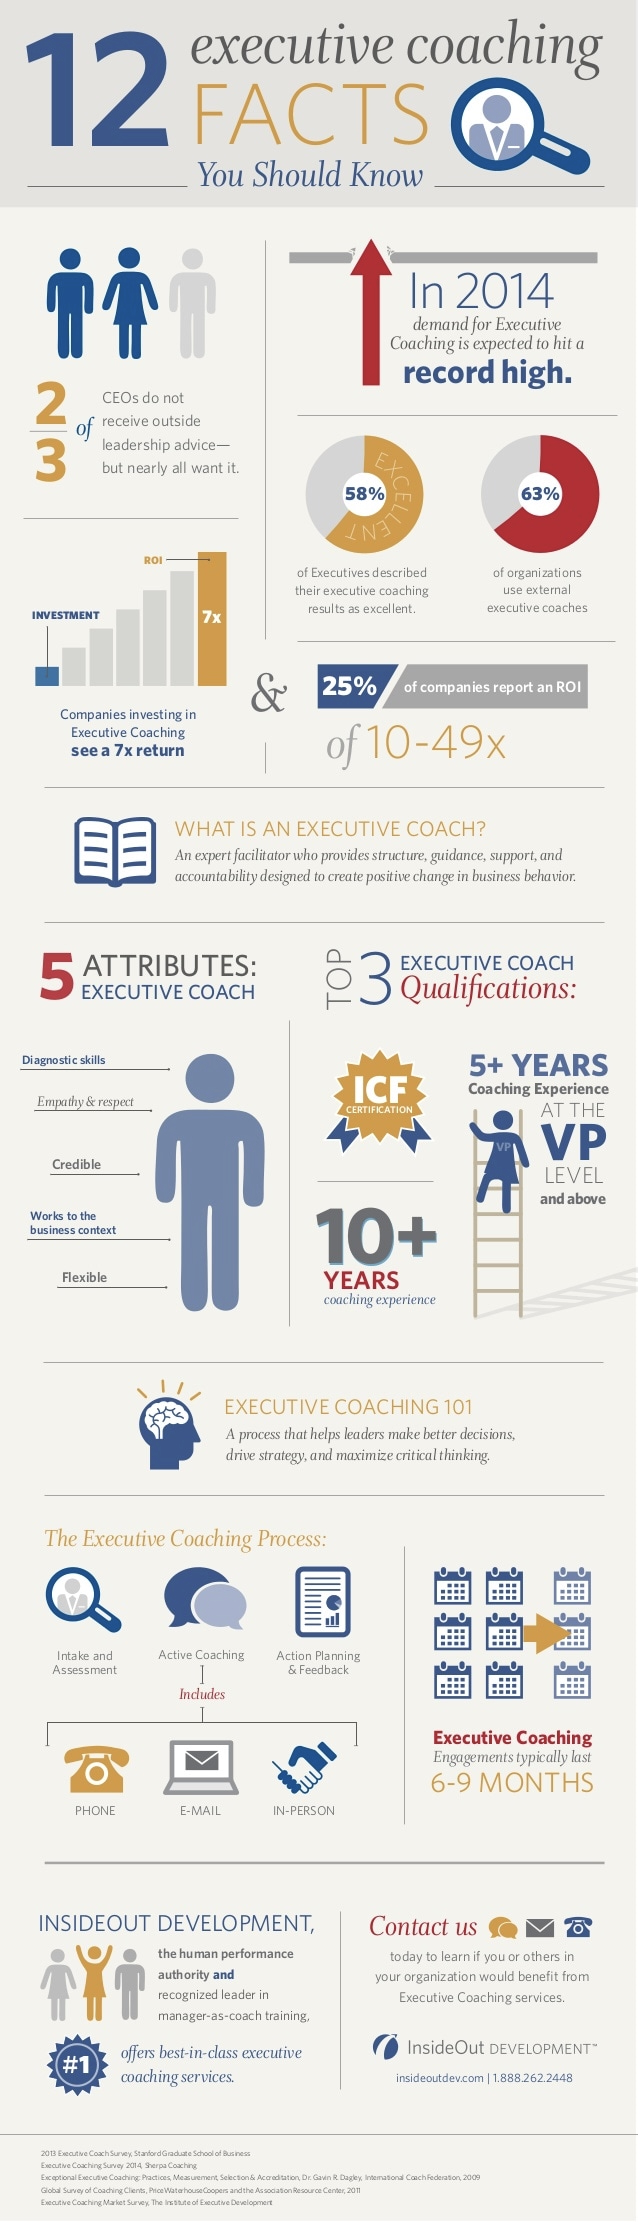 12 executive coaching
FACTS
You Should Know
2
3
of
CEOs do not
receive outside
leadership advice—
but nearly all want it.
In 2014
demand for Executive
Coaching is expected to hit a
record high.
58%
EXCELLENT
of Executives described
their executive coaching
results as excellent.
63%
of organizations
use external
executive coaches
ROI
INVESTMENT
7x
Companies investing in
Executive Coaching
see a 7x return
&
25% of companies report an ROI
of 10-49x
WHAT IS AN EXECUTIVE COACH?
An expert facilitator who provides structure, guidance, support, and
accountability designed to create positive change in business behavior.
5 ATTRIBUTES:
EXECUTIVE COACH
Diagnostic skills
Empathy & respect
Credible
Works to the
business context
Flexible
TOP 3 EXECUTIVE COACH
Qualifications:
ICF
CERTIFICATION
10+
YEARS
coaching experience
5+ YEARS
Coaching Experience
AT THE
VP
LEVEL
and above
VP
EXECUTIVE COACHING 101
A process that helps leaders make better decisions,
drive strategy, and maximize critical thinking.
The Executive Coaching Process:
Intake and
Assessment
Active Coaching
Action Planning
& Feedback
Includes
PHONE
E-MAIL
IN-PERSON
Executive Coaching
Engagements typically last
6-9 MONTHS
INSIDEOUT DEVELOPMENT,
the human performance
authority and
recognized leader in
manager-as-coach training,
#1
offers best-in-class executive
coaching services.
Contact us
today to learn if you or others in
your organization would benefit from
Executive Coaching services.
InsideOut DEVELOPMENT™
insideoutdev.com | 1.888.262.2448
2013 Executive Coach Survey, Stanford Graduate School of Business
Executive Coaching Survey 2014, Sherpa Coaching
Exceptional Executive Coaching: Practices, Measurement, Selection & Accreditation, Dr. Gavin R. Dagley, International Coach Federation, 2009
Global Survey of Coaching Clients, PriceWaterhouseCoopers and the Association Resource Center, 2011
Executive Coaching Market Survey, The Institute of Executive Development